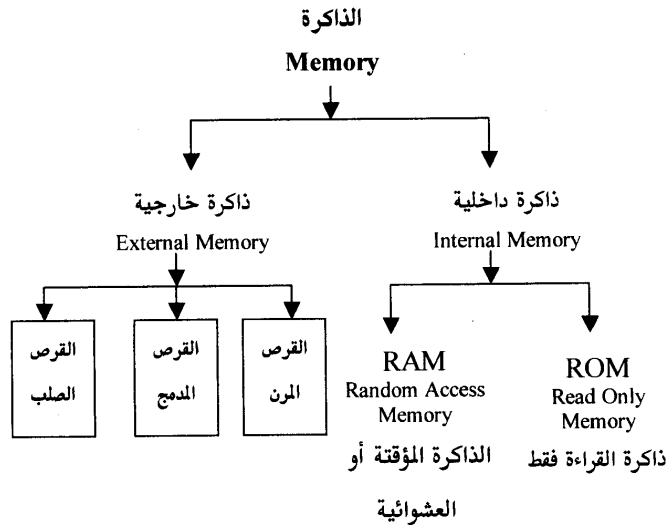 الذاكرة
Memory
ذاكرة داخلية
Internal Memory
ذاكرة خارجية
External Memory
ROM
Read Only
Memory
ذاكرة القراءة فقط
RAM
Random Access
Memory
الذاكرة المؤقتة أو
العشوائية
القرص
المرن
القرص
المدمج
القرص
الصلب